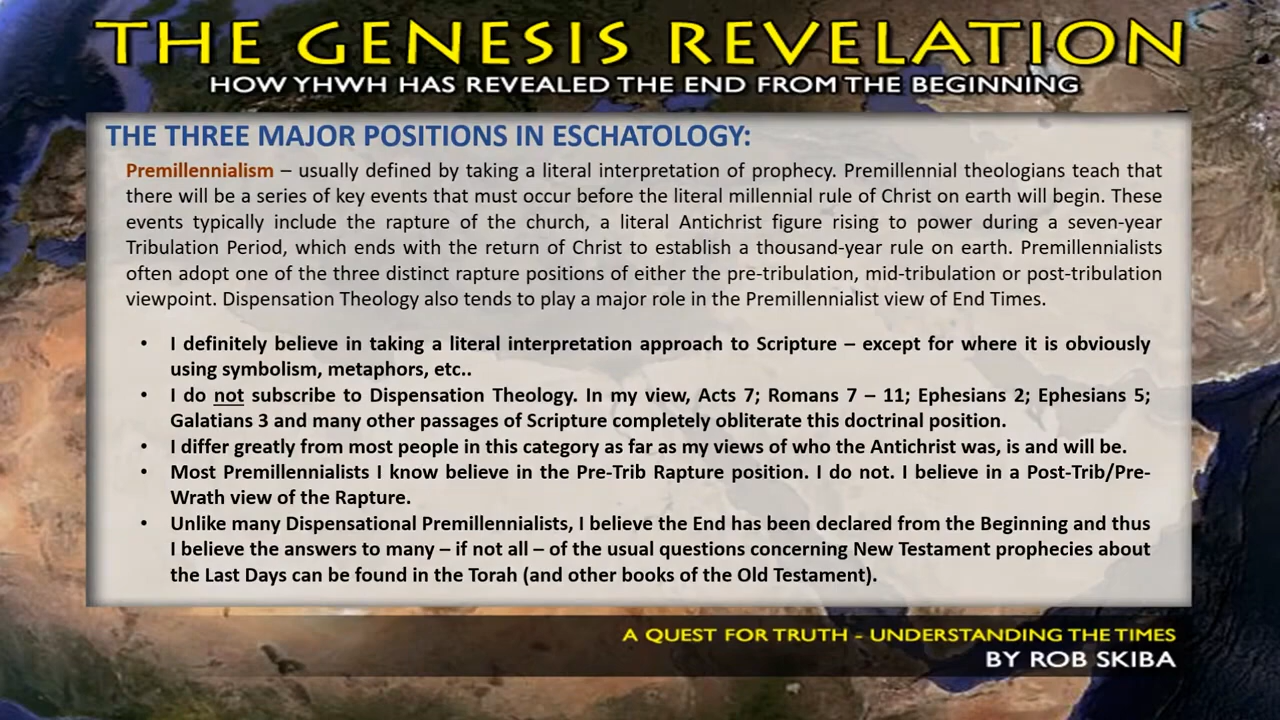 THE GENESIS REVELATION
HOW YHWH HAS REVEALED THE END FROM THE BEGINNING
THE THREE MAJOR POSITIONS IN ESCHATOLOGY:
Premillennialism – usually defined by taking a literal interpretation of prophecy. Premillennial theologians teach that
there will be a series of key events that must occur before the literal millennial rule of Christ on earth will begin. These
events typically include the rapture of the church, a literal Antichrist figure rising to power during a seven-year
Tribulation Period, which ends with the return of Christ to establish a thousand-year rule on earth. Premillennialists
often adopt one of the three distinct rapture positions of either the pre-tribulation, mid-tribulation or post-tribulation
viewpoint. Dispensation Theology also tends to play a major role in the Premillennialist view of End Times.
• I definitely believe in taking a literal interpretation approach to Scripture – except for where it is obviously
using symbolism, metaphors, etc..
• I do not subscribe to Dispensation Theology. In my view, Acts 7; Romans 7 – 11; Ephesians 2; Ephesians 5;
Galatians 3 and many other passages of Scripture completely obliterate this doctrinal position.
• I differ greatly from most people in this category as far as my views of who the Antichrist was, is and will be.
• Most Premillennialists I know believe in the Pre-Trib Rapture position. I do not. I believe in a Post-Trib/Pre-
Wrath view of the Rapture.
• Unlike many Dispensational Premillennialists, I believe the End has been declared from the Beginning and thus
I believe the answers to many – if not all – of the usual questions concerning New Testament prophecies about
the Last Days can be found in the Torah (and other books of the Old Testament).
A QUEST FOR TRUTH - UNDERSTANDING THE TIMES
BY ROB SKIBA